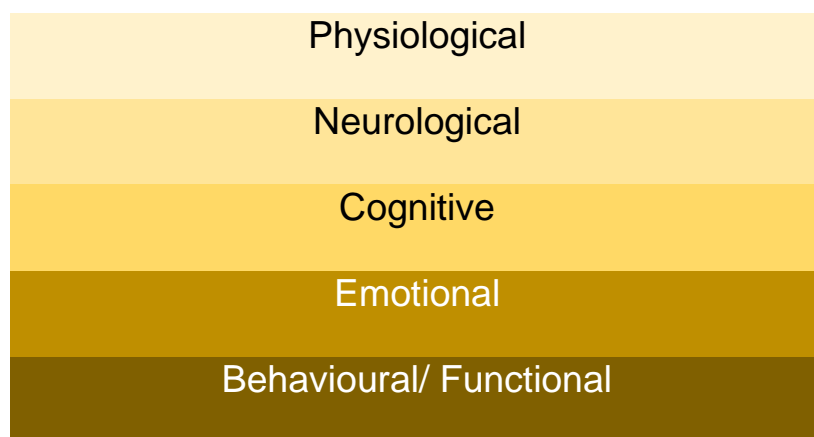 Physiological
Neurological
Cognitive
Emotional
Behavioural/ Functional